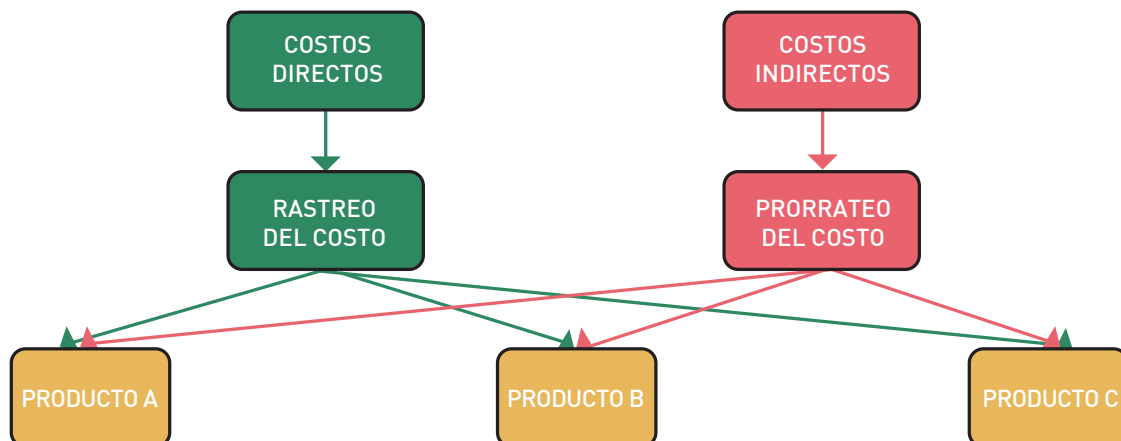 COSTOS
DIRECTOS
COSTOS
INDIRECTOS
RASTREO
DEL COSTO
PRORRATEO
DEL COSTO
PRODUCTO A
PRODUCTO B
PRODUCTO C